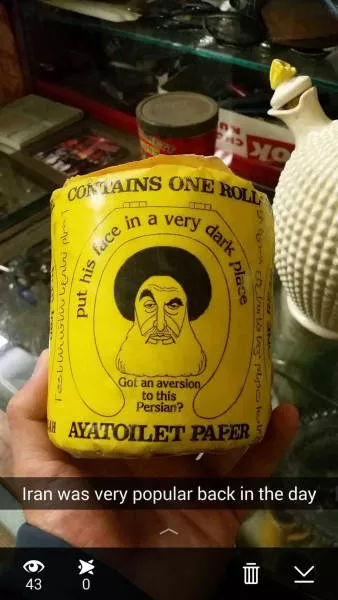 CONTAINS ONE ROLL
put his face in a very dark place
Got an aversion
to this
Persian?
AYATOILET PAPER
Iran was very popular back in the day
43
0